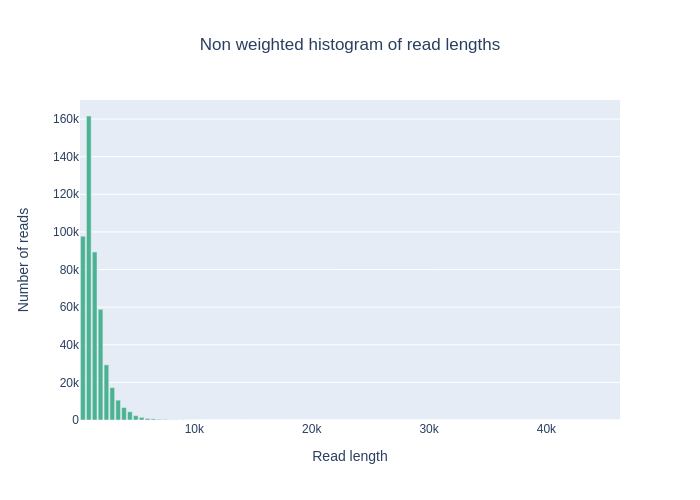 Non weighted histogram of read lengths
160k
140k
120k
100k
80k
60k
40k
20k
0
Number of reads
10k
20k
30k
40k
Read length